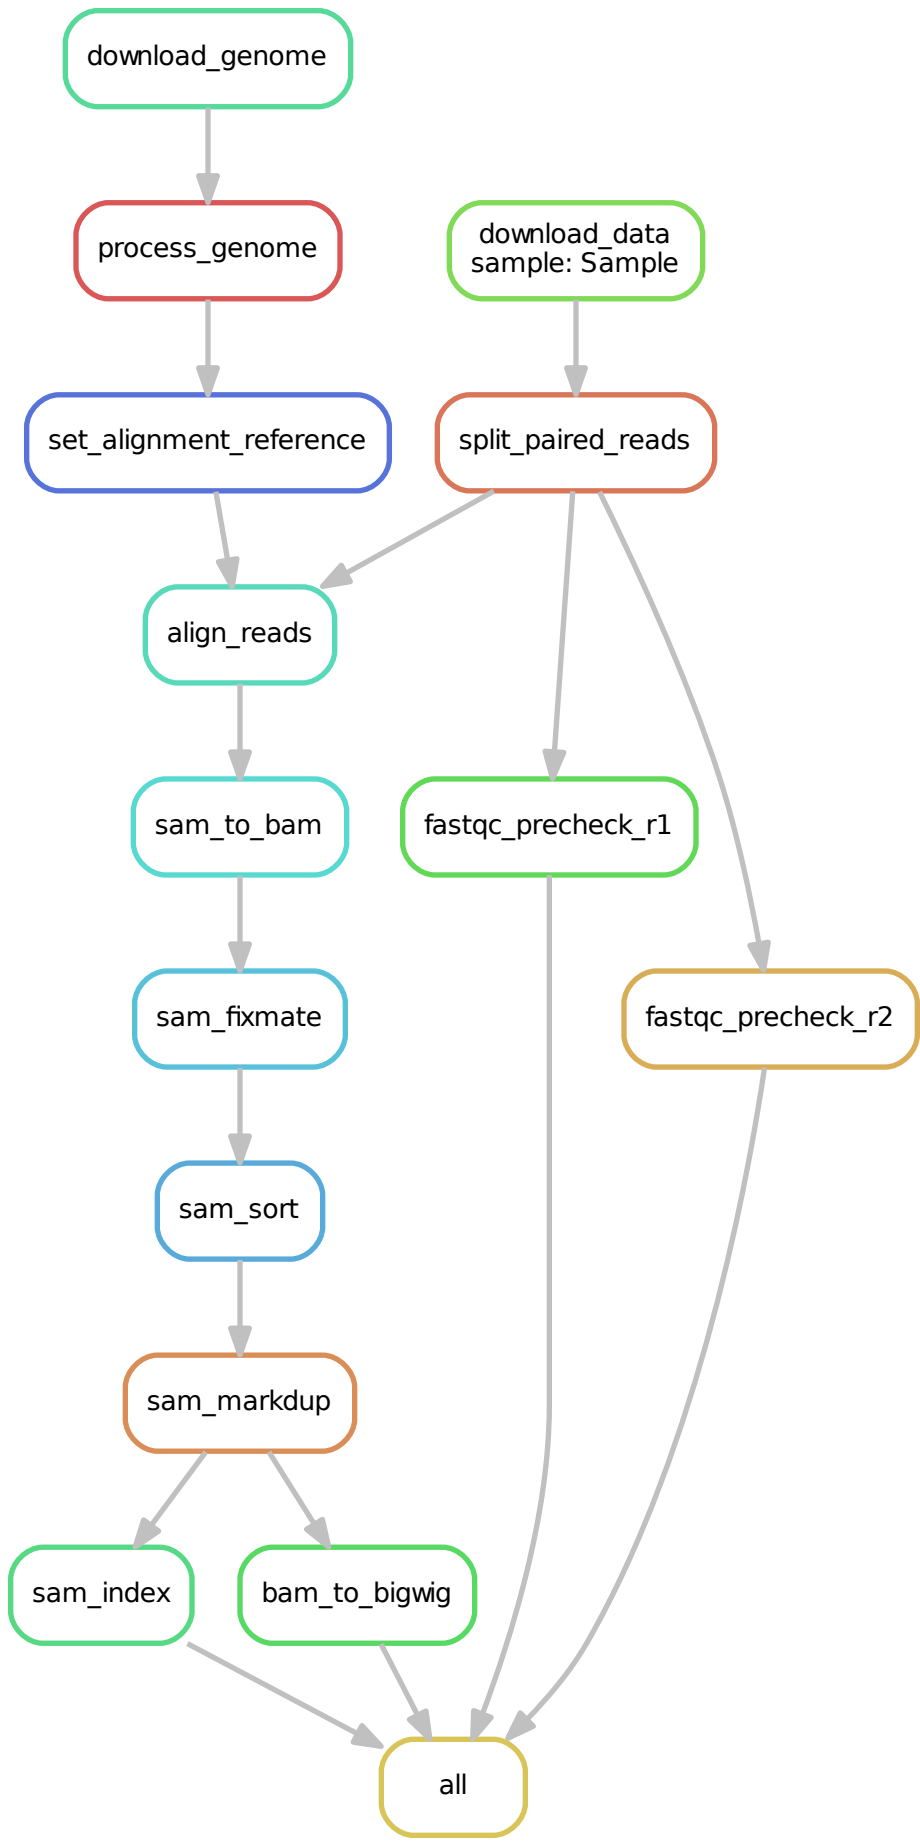 download_genome
process_genome
download_data
sample: Sample
set_alignment_reference
split_paired_reads
align_reads
sam_to_bam
fastqc_precheck_r1
sam_fixmate
fastqc_precheck_r2
sam_sort
sam_markdup
sam_index
bam_to_bigwig
all